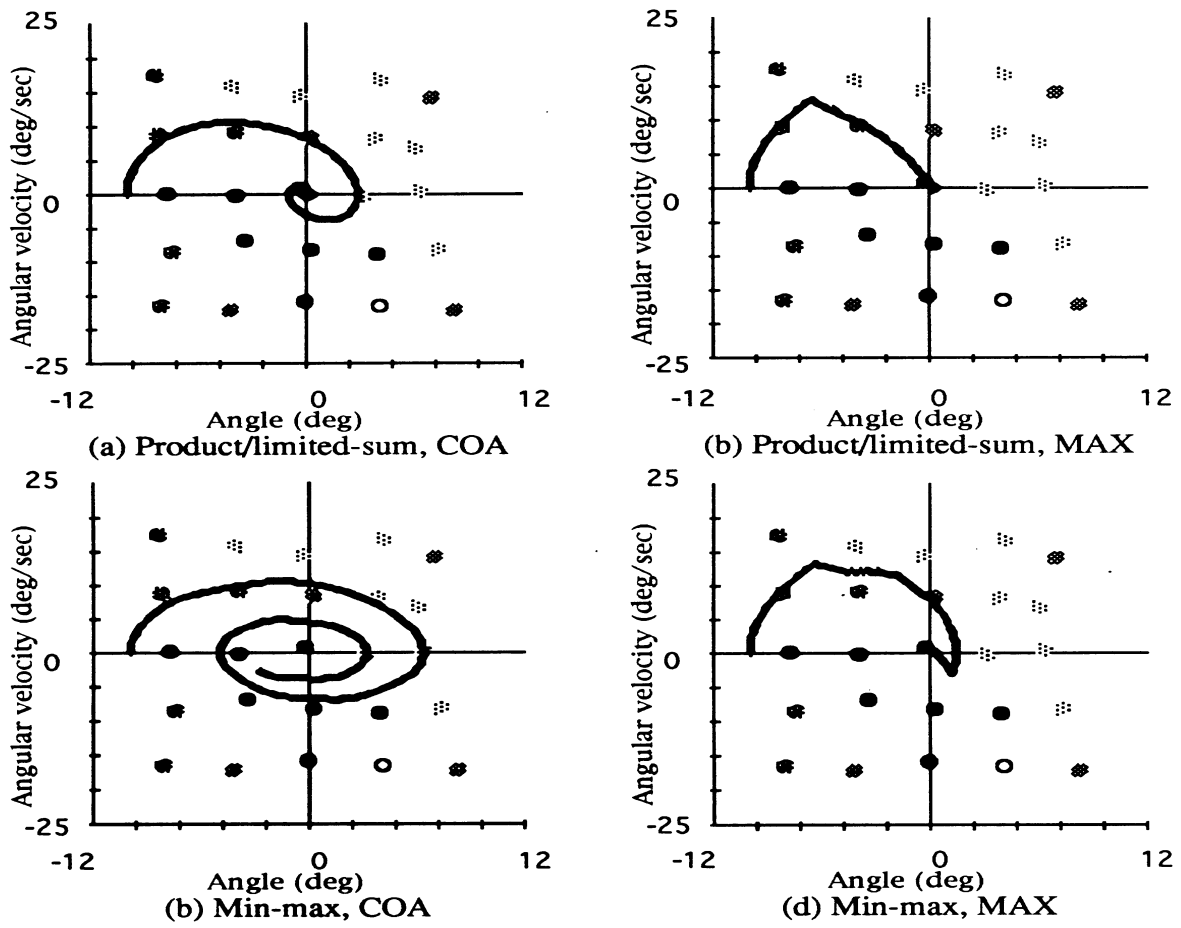 25
Angular velocity (deg/sec)
0
-25
-12
0
12
Angle (deg)
(a) Product/limited-sum, COA
25
Angular velocity (deg/sec)
0
-25
-12
0
12
Angle (deg)
(b) Product/limited-sum, MAX
25
Angular velocity (deg/sec)
0
-25
-12
0
12
Angle (deg)
(b) Min-max, COA
25
Angular velocity (deg/sec)
0
-25
-12
0
12
Angle (deg)
(d) Min-max, MAX